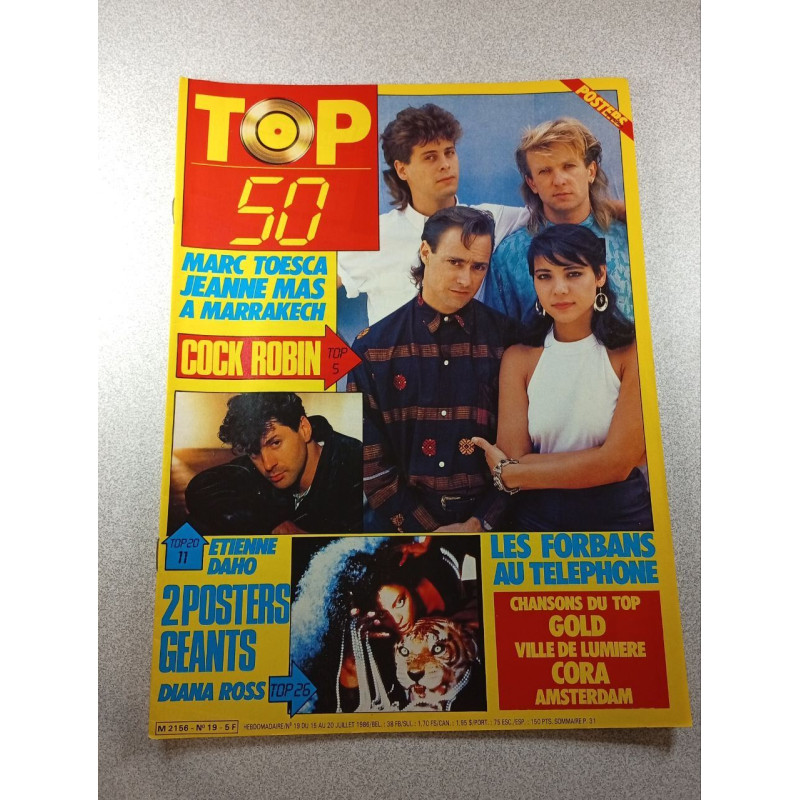 TOP
50
POSTERS
MARC TOESCA
JEANNE MAS
A MARRAKECH
COCK ROBIN
TOP
5
TOP 20
11
ETIENNE
DAHO
2 POSTERS
GEANTS
DIANA ROSS
TOP 26
LES FORBANS
AU TELEPHONE
CHANSONS DU TOP
GOLD
VILLE DE LUMIERE
CORA
AMSTERDAM
M 2156 - N° 19 - 5 F